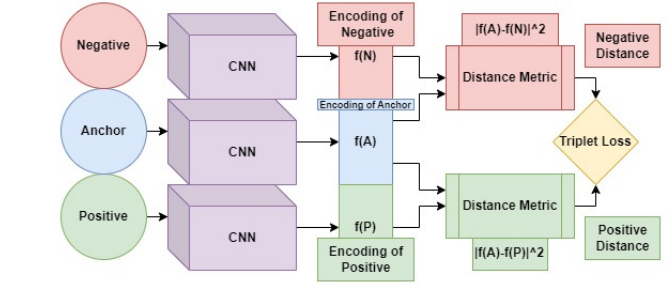 Encoding of
Negative
|f(A)-f(N)|^2
Negative
CNN
f(N)
Distance Metric
Negative
Distance
Encoding of Anchor
Anchor
CNN
f(A)
Triplet Loss
Positive
CNN
f(P)
Distance Metric
Positive
Distance
Encoding of
Positive
|f(A)-f(P)|^2